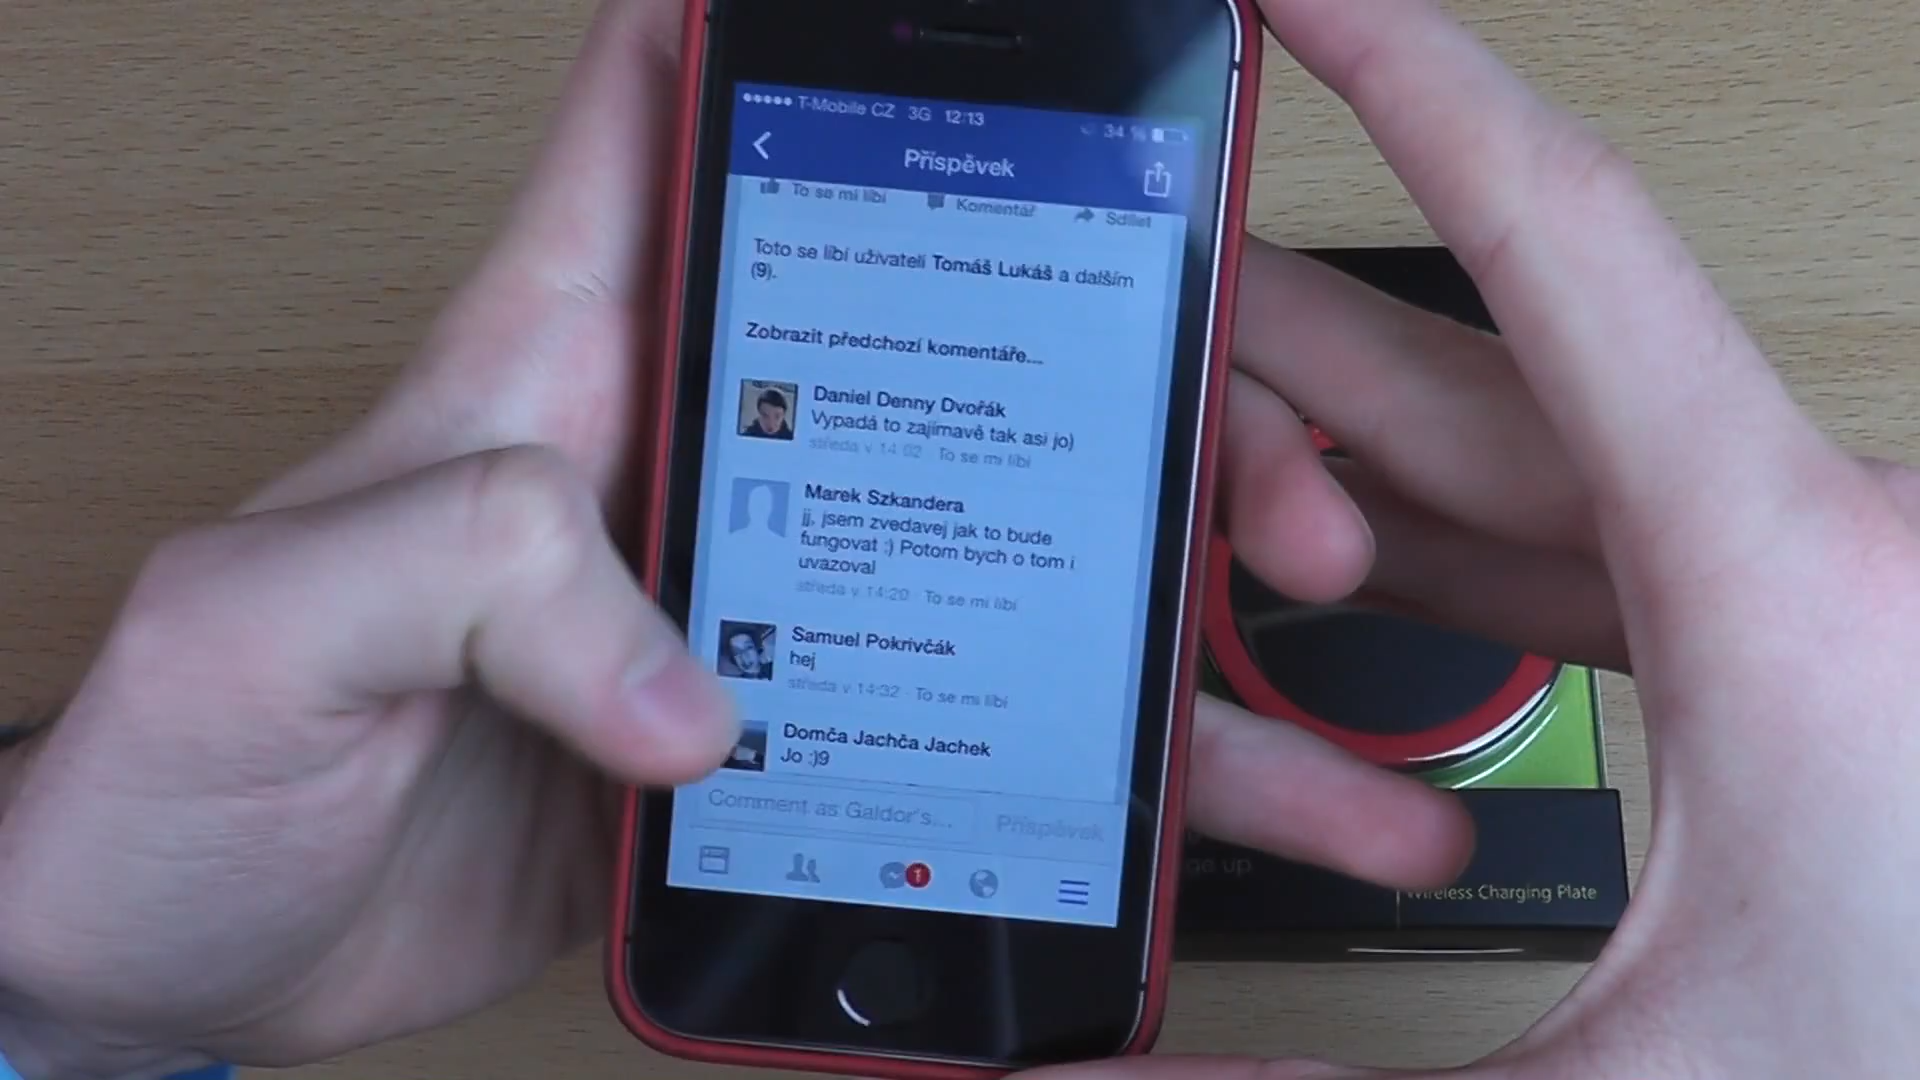 T-Mobile CZ 3G 12:13 34 %
Příspěvek
To se mi líbí Komentář Sdílet
Toto se líbí uživateli Tomáš Lukáš a dalším
(9).
Zobrazit předchozí komentáře...
Daniel Denny Dvořák
Vypadá to zajímavě tak asi jo)
středa v 14:02 · To se mi líbí
Marek Szkandera
jj, jsem zvedavej jak to bude
fungovat :) Potom bych o tom i
uvazoval
středa v 14:20 · To se mi líbí
Samuel Pokrivčák
hej
středa v 14:32 · To se mi líbí
Domča Jachča Jachek
Jo :)9
Comment as Galdor's... Příspěvek
1
ge up
Wireless Charging Plate